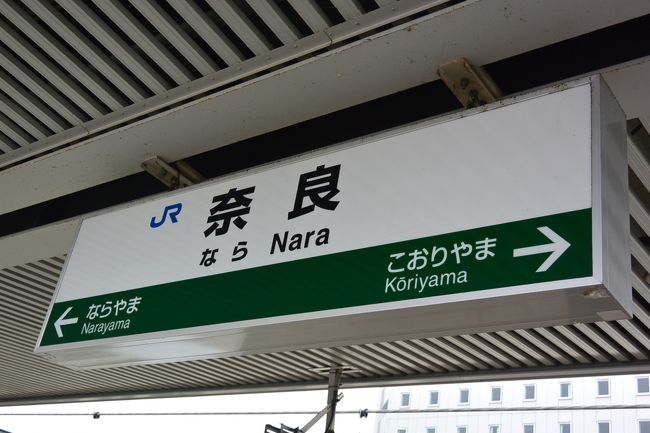 JR 奈良
なら Nara
← ならやま
Narayama
こおりやま →
Kōriyama